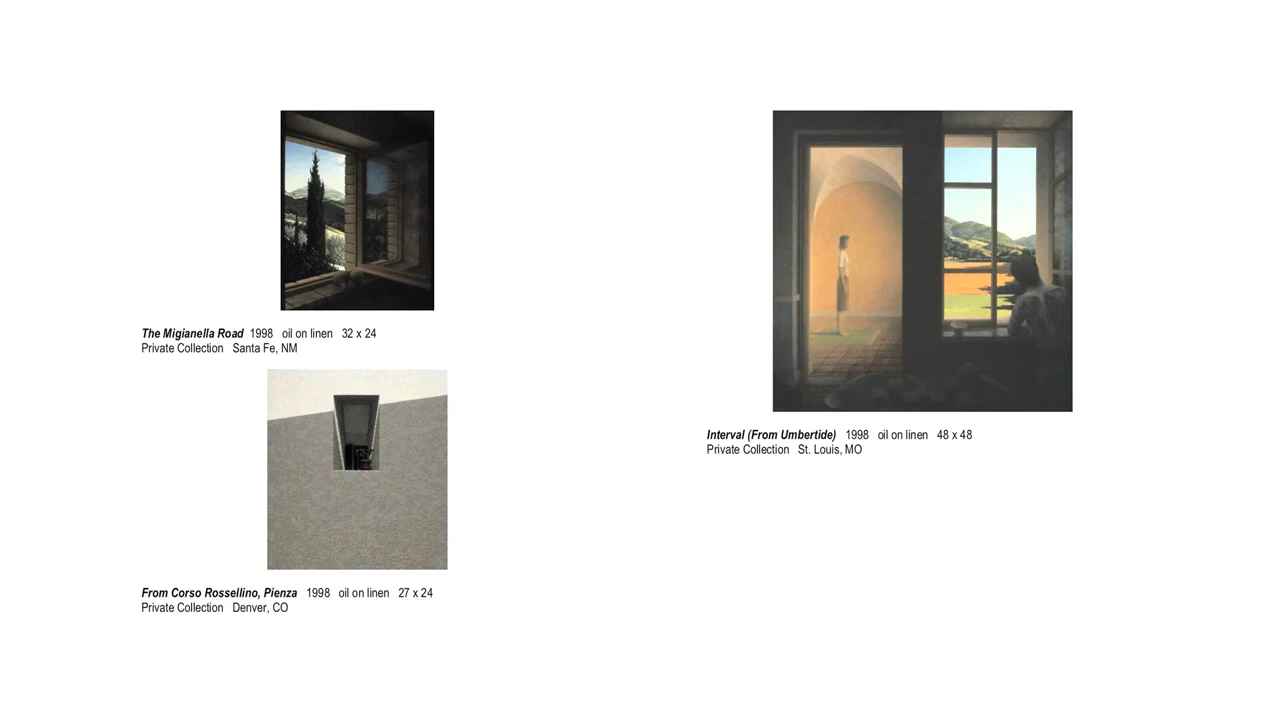 The Migianella Road 1998 oil on linen 32 x 24
Private Collection Santa Fe, NM
From Corso Rossellino, Pienza 1998 oil on linen 27 x 24
Private Collection Denver, CO
Interval (From Umbertide) 1998 oil on linen 48 x 48
Private Collection St. Louis, MO